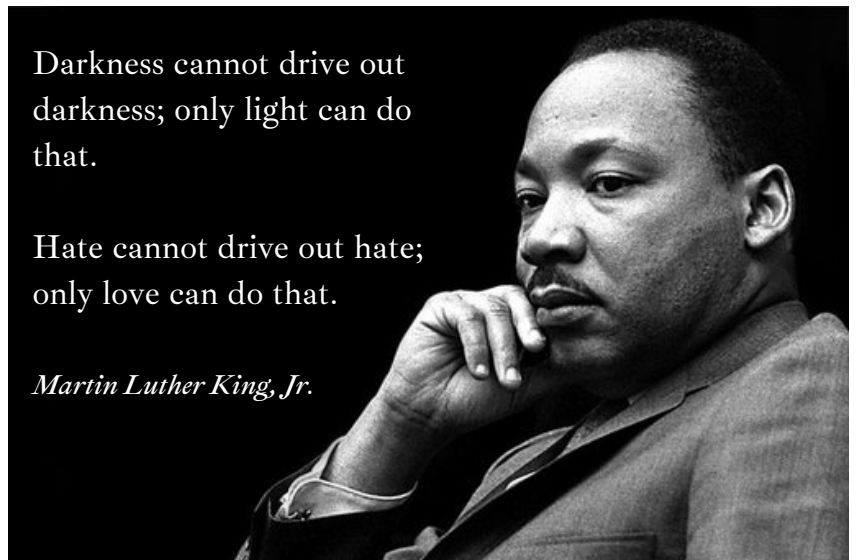 Darkness cannot drive out
darkness; only light can do
that.
Hate cannot drive out hate;
only love can do that.
Martin Luther King, Jr.